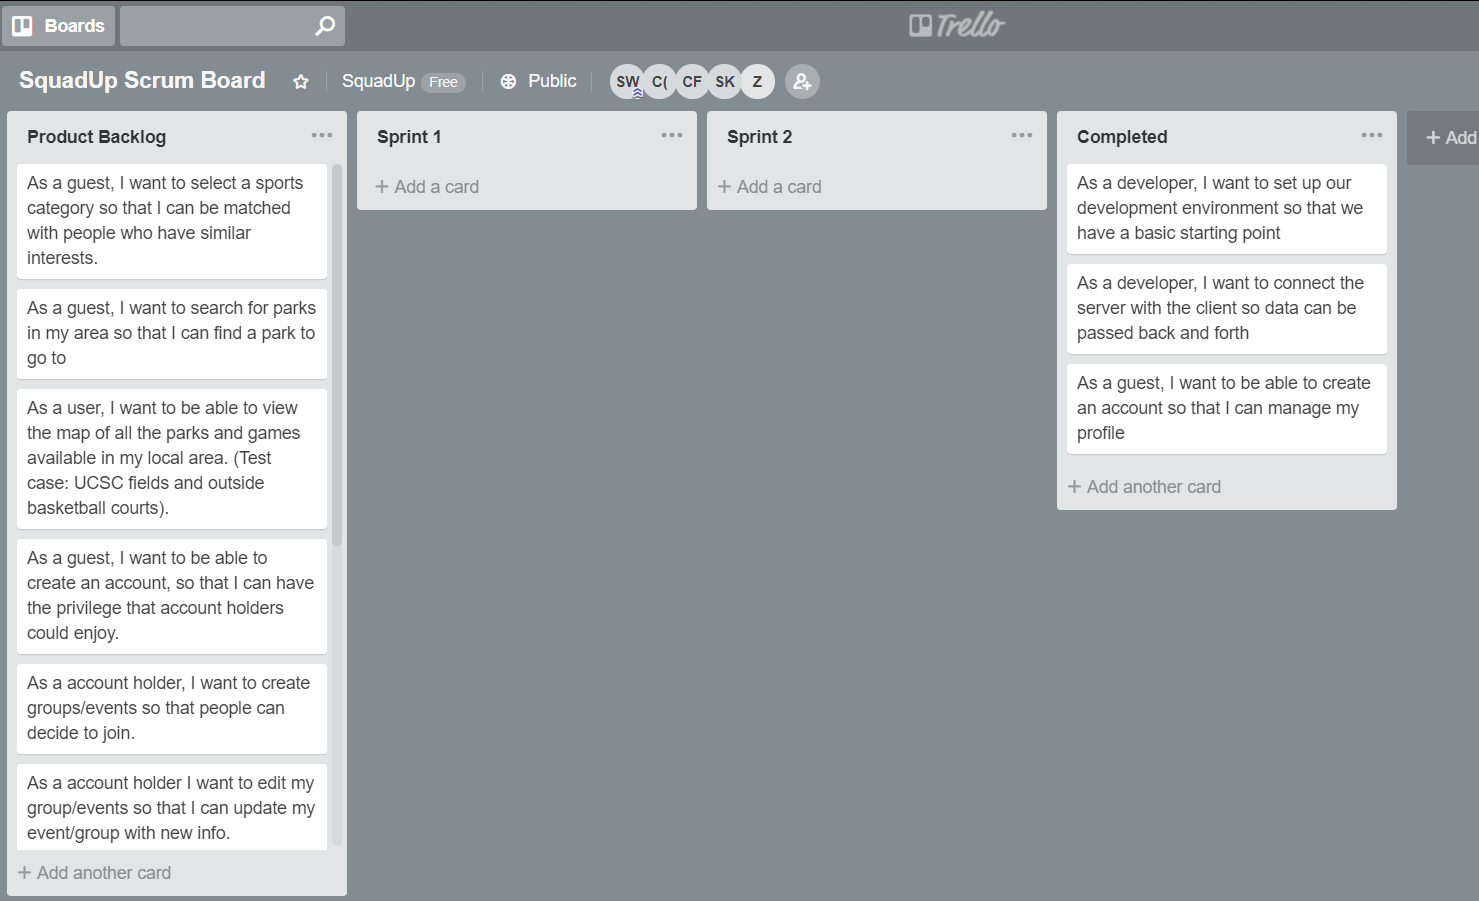 Boards
Trello
SquadUp Scrum Board
SquadUp Free
Public
SW C( CF SK Z
Product Backlog
As a guest, I want to select a sports
category so that I can be matched
with people who have similar
interests.
As a guest, I want to search for parks
in my area so that I can find a park to
go to
As a user, I want to be able to view
the map of all the parks and games
available in my local area. (Test
case: UCSC fields and outside
basketball courts).
As a guest, I want to be able to
create an account, so that I can have
the privilege that account holders
could enjoy.
As a account holder, I want to create
groups/events so that people can
decide to join.
As a account holder I want to edit my
group/events so that I can update my
event/group with new info.
+ Add another card
Sprint 1
+ Add a card
Sprint 2
+ Add a card
Completed
As a developer, I want to set up our
development environment so that we
have a basic starting point
As a developer, I want to connect the
server with the client so data can be
passed back and forth
As a guest, I want to be able to create
an account so that I can manage my
profile
+ Add another card
+ Add